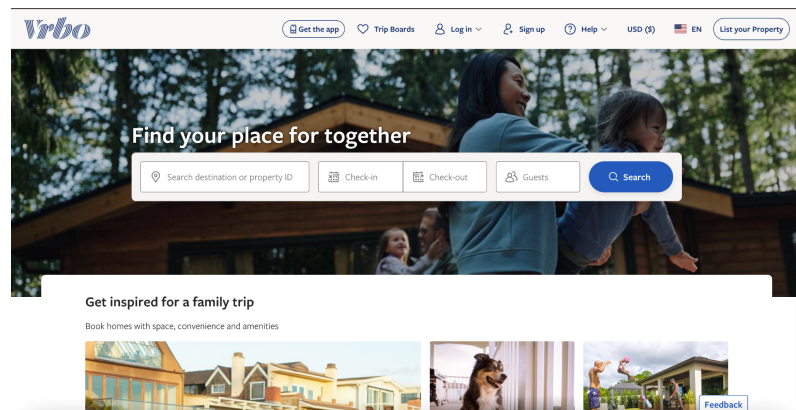 Vrbo
Get the app Trip Boards Log in Sign up Help USD ($) EN List your Property
Find your place for together
Search destination or property ID Check-in Check-out Guests Search
Get inspired for a family trip
Book homes with space, convenience and amenities
Feedback